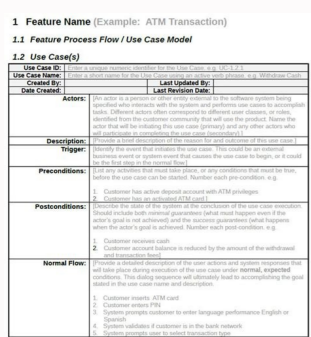 1 Feature Name (Example: ATM Transaction)
1.1 Feature Process Flow / Use Case Model
1.2 Use Case(s)
Use Case ID: Enter a unique numeric identifier for the Use Case. e.g. UC-1.2.1
Use Case Name: Enter a short name for the Use Case using an active verb phrase. e.g. Withdraw Cash
Created By: Last Updated By:
Date Created: Last Revision Date:
Actors: [An actor is a person or other entity external to the software system being
specified who interacts with the system and performs use cases to accomplish
tasks. Different actors often correspond to different user classes, or roles,
identified from the customer community that will use the product. Name the
actor that will be initiating this use case (primary) and any other actors who
will participate in completing the use case (secondary).]
Description: [Provide a brief description of the reason for and outcome of this use case.]
Trigger: [Identify the event that initiates the use case. This could be an external
business event or system event that causes the use case to begin, or it could
be the first step in the normal flow.]
Preconditions: [List any activities that must take place, or any conditions that must be true,
before the use case can be started. Number each pre-condition. e.g.
1. Customer has active deposit account with ATM privileges
2. Customer has an activated ATM card.]
Postconditions: [Describe the state of the system at the conclusion of the use case execution.
Should include both minimal guarantees (what must happen even if the
actor's goal is not achieved) and the success guarantees (what happens
when the actor's goal is achieved. Number each post-condition. e.g.
1. Customer receives cash
2. Customer account balance is reduced by the amount of the withdrawal
and transaction fees]
Normal Flow: [Provide a detailed description of the user actions and system responses that
will take place during execution of the use case under normal, expected
conditions. This dialog sequence will ultimately lead to accomplishing the goal
stated in the use case name and description.
1. Customer inserts ATM card
2. Customer enters PIN
3. System prompts customer to enter language performance English or
Spanish
4. System validates if customer is in the bank network
5. System prompts user to select transaction type